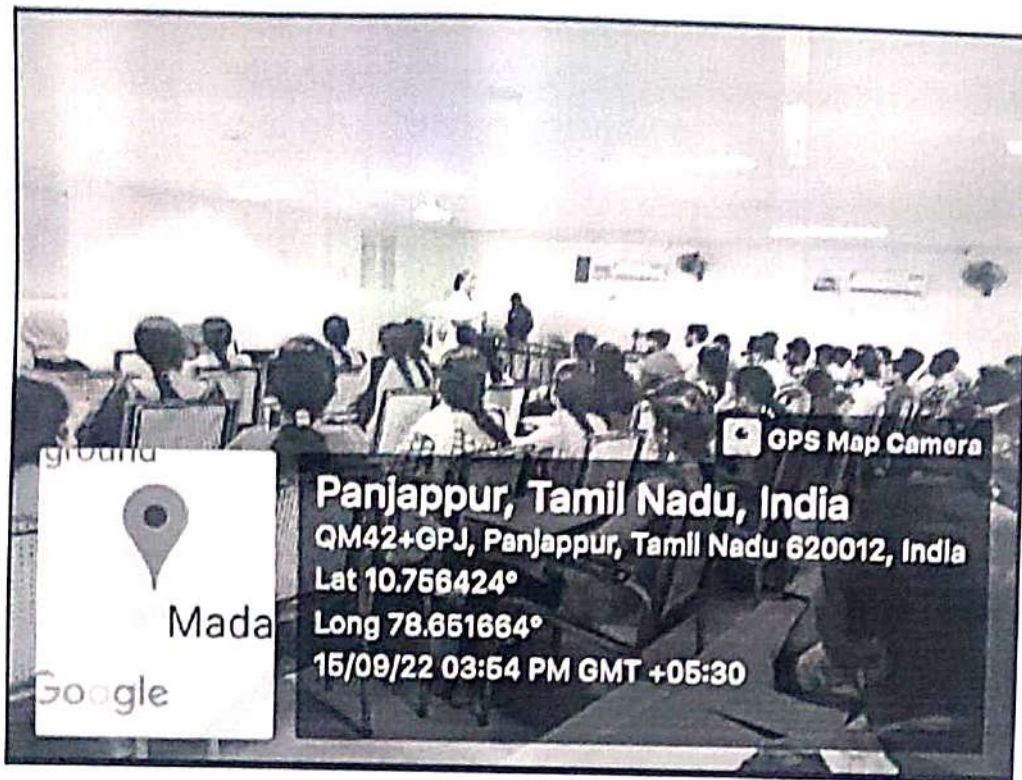 GPS Map Camera
ground
Panjappur, Tamil Nadu, India
QM42+GPJ, Panjappur, Tamil Nadu 620012, India
Lat 10.756424°
Long 78.651664°
15/09/22 03:54 PM GMT +05:30
Mada
Google